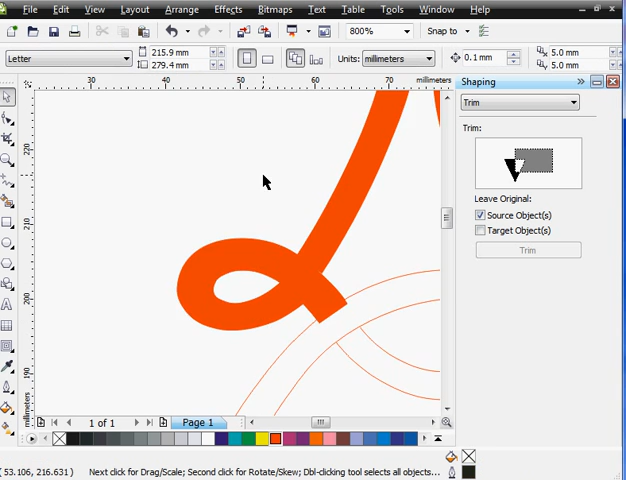 File Edit View Layout Arrange Effects Bitmaps Text Table Tools Window Help
800% Snap to
Letter 215.9 mm 279.4 mm Units: millimeters 0.1 mm 5.0 mm 5.0 mm
30 40 50 60 70 millimeters
Shaping
Trim
Trim:
Leave Original:
Source Object(s)
Target Object(s)
Trim
220
210
200
190
millimeters
1 of 1 Page 1
( 53.106, 216.631) Next click for Drag/Scale; Second click for Rotate/Skew; Dbl-clicking tool selects all objects...